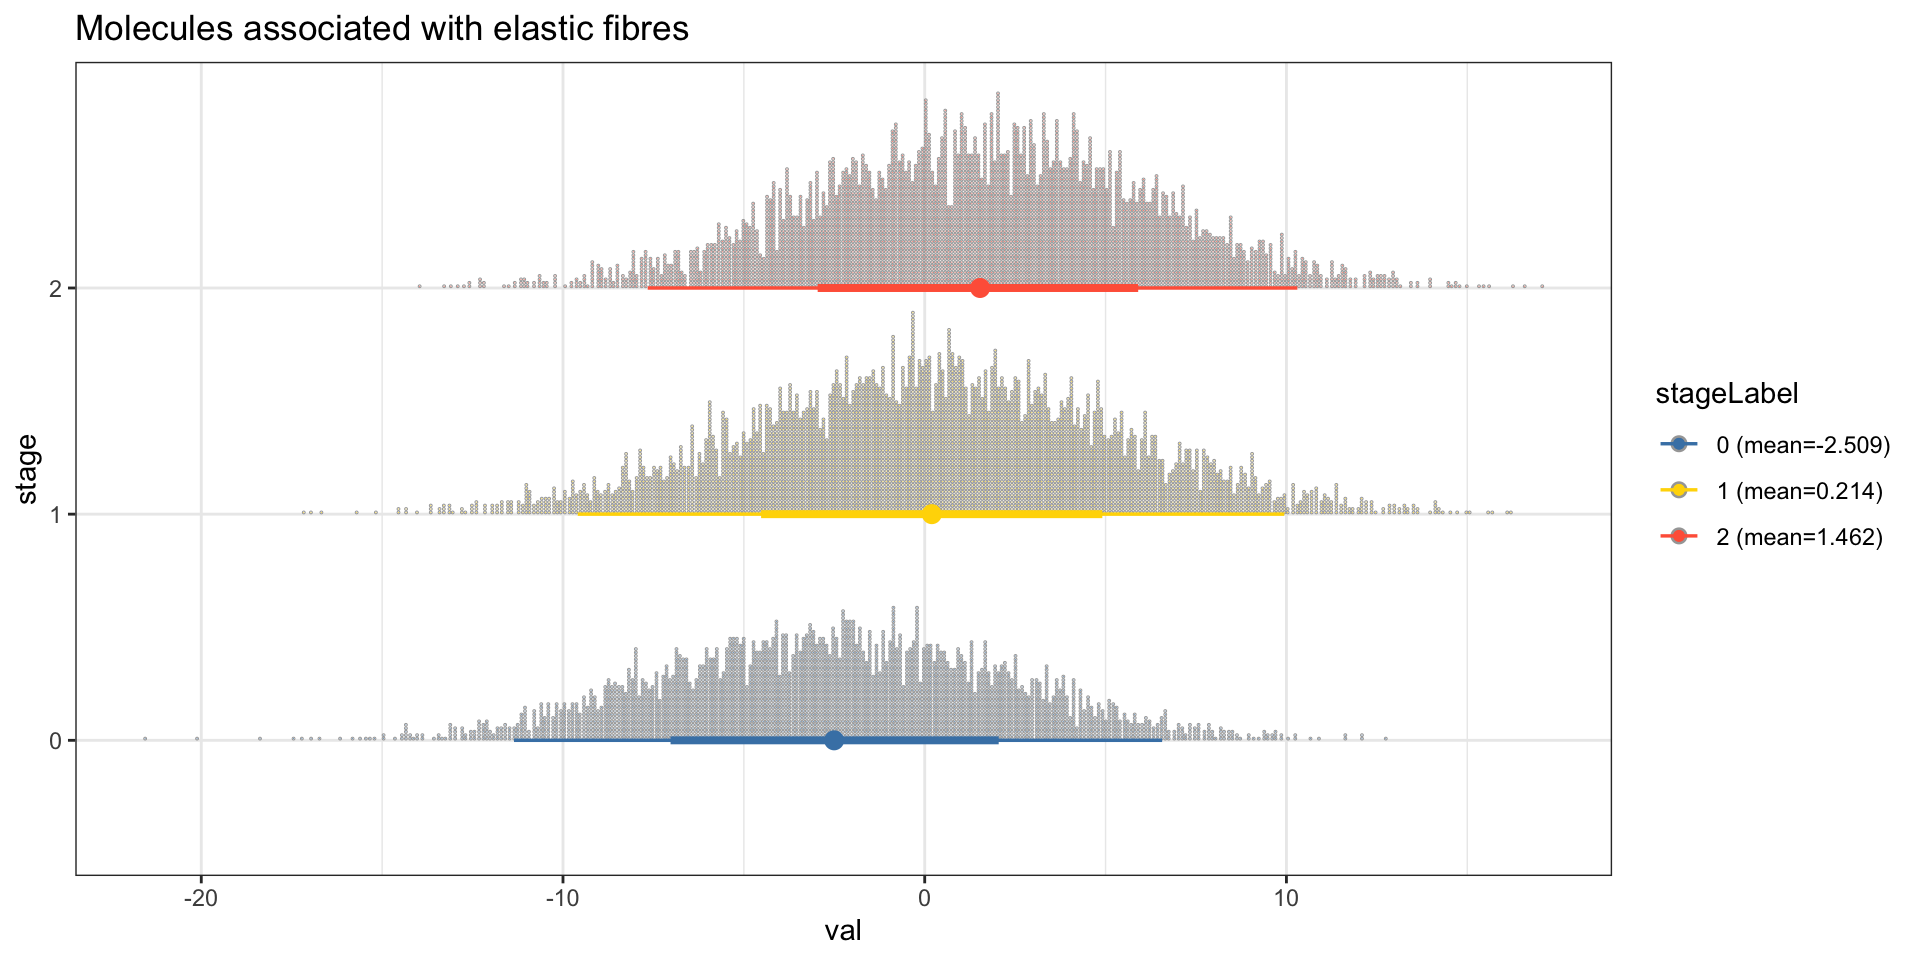 Molecules associated with elastic fibres
stage
2
1
0
-20
-10
0
10
val
stageLabel
0 (mean=-2.509)
1 (mean=0.214)
2 (mean=1.462)